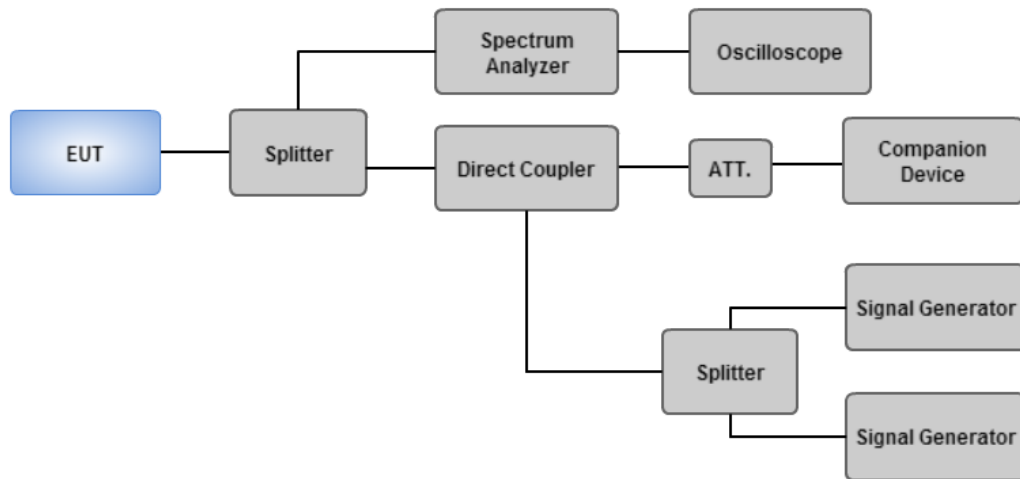 Spectrum
Analyzer
Oscilloscope
EUT
Splitter
Direct Coupler
ATT.
Companion
Device
Signal Generator
Splitter
Signal Generator